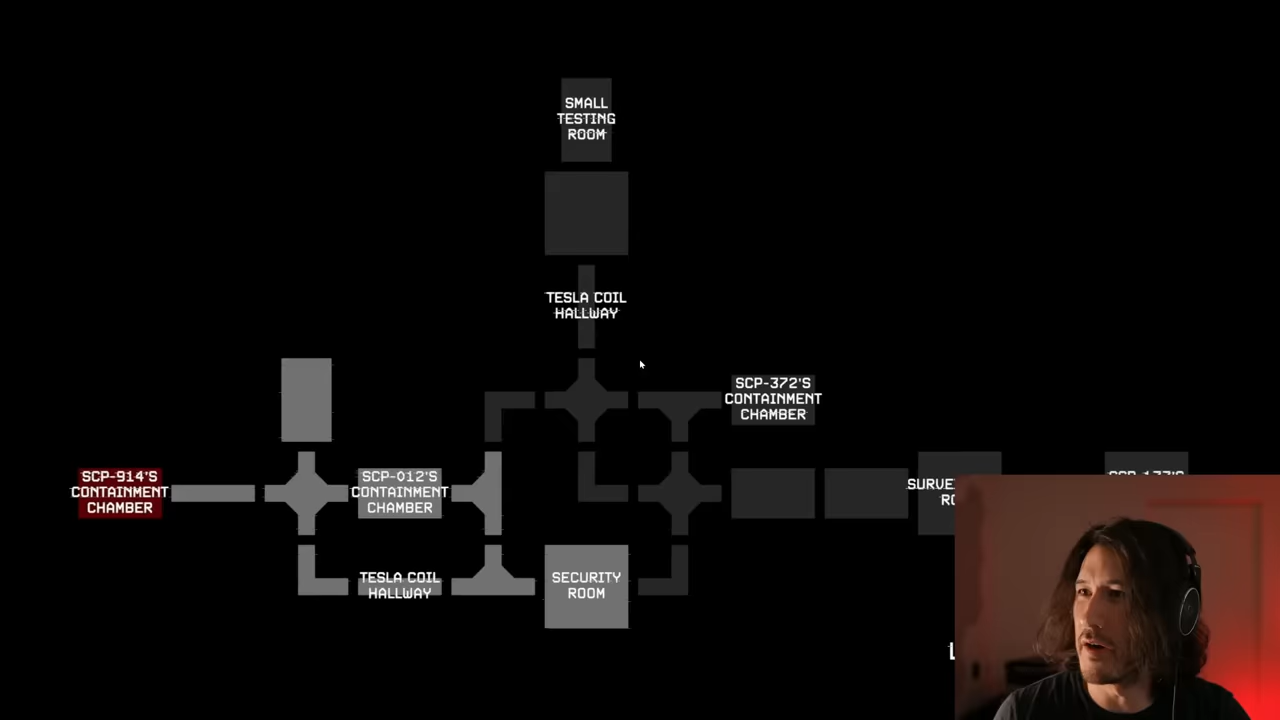 SMALL
TESTING
ROOM
TESLA COIL
HALLWAY
SCP-372'S
CONTAINMENT
CHAMBER
SCP-914'S
CONTAINMENT
CHAMBER
SCP-012'S
CONTAINMENT
CHAMBER
TESLA COIL
HALLWAY
SECURITY
ROOM